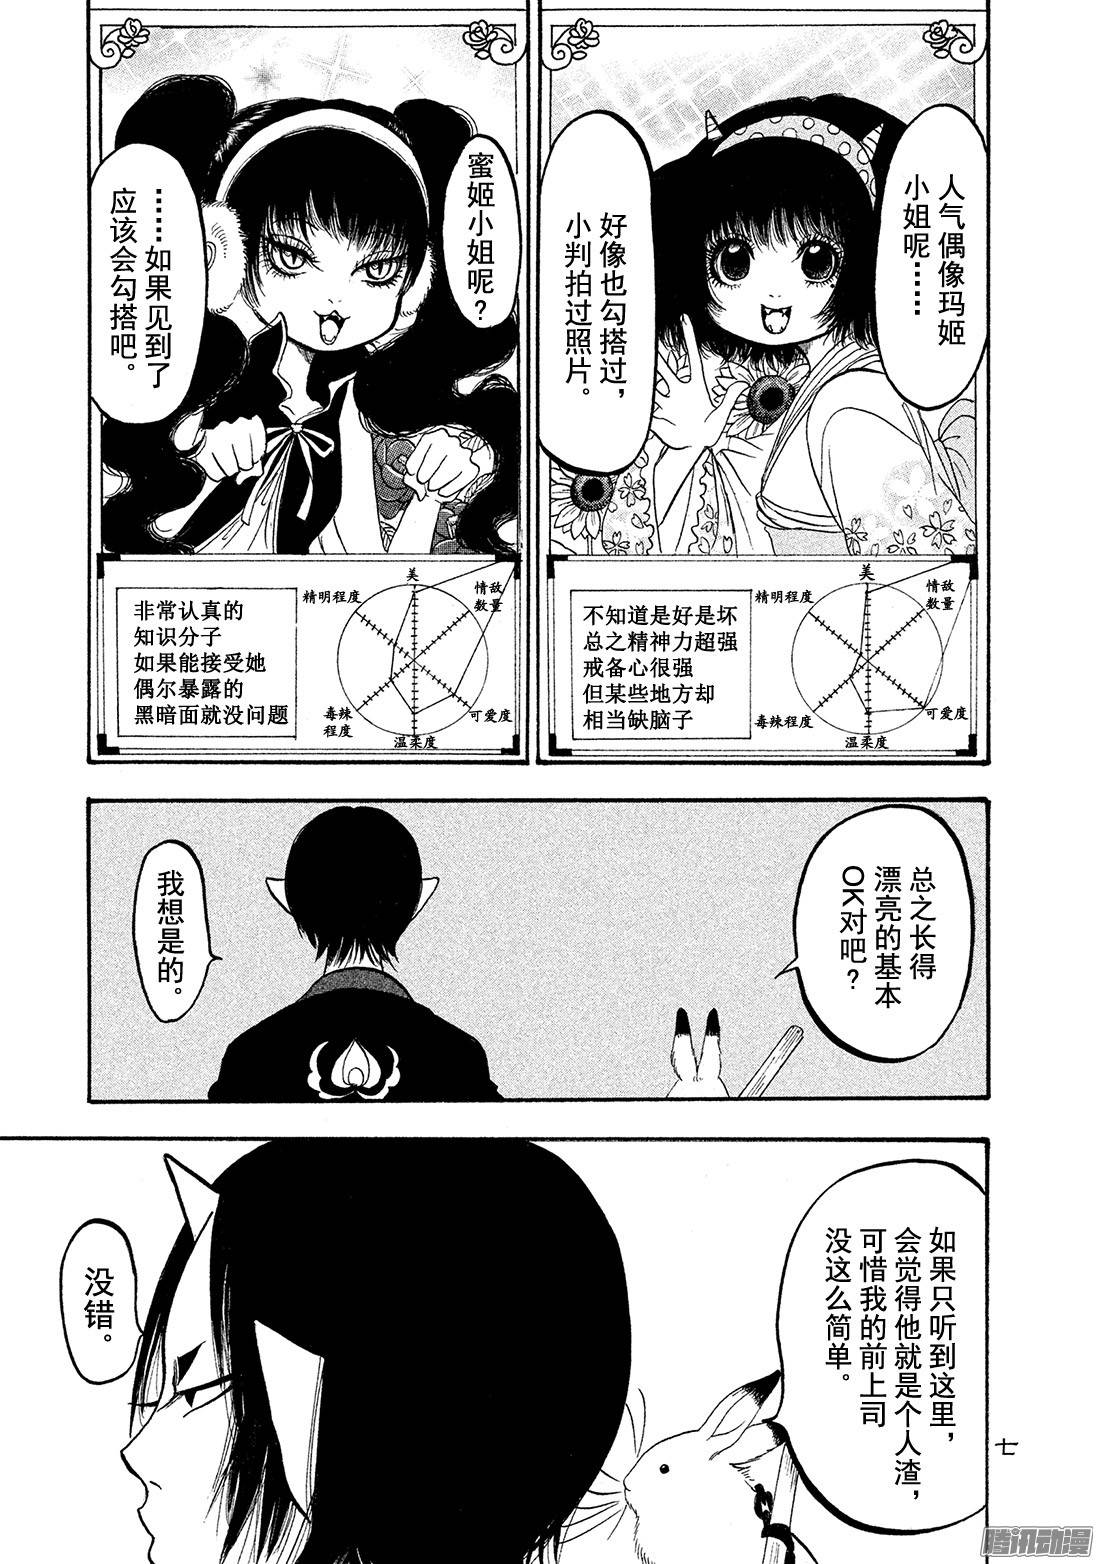 人气偶像玛姬
小姐呢……
好像也勾搭过，
小判拍过照片。
不知道是好是坏
总之精神力超强
戒备心很强
但某些地方却
相当缺脑子
美
情敌
数量
可爱度
温柔度
毒辣程度
精明程度
蜜姬小姐呢？
……如果见到了
应该会勾搭吧。
非常认真的
知识分子
如果能接受她
偶尔暴露的
黑暗面就没问题
美
情敌
数量
可爱度
温柔度
毒辣
程度
精明程度
总之长得
漂亮的基本
OK对吧？
我想是的。
如果只听到这里，
会觉得他就是个人渣，
可惜我的前上司
没这么简单。
没错。
七
腾讯动漫